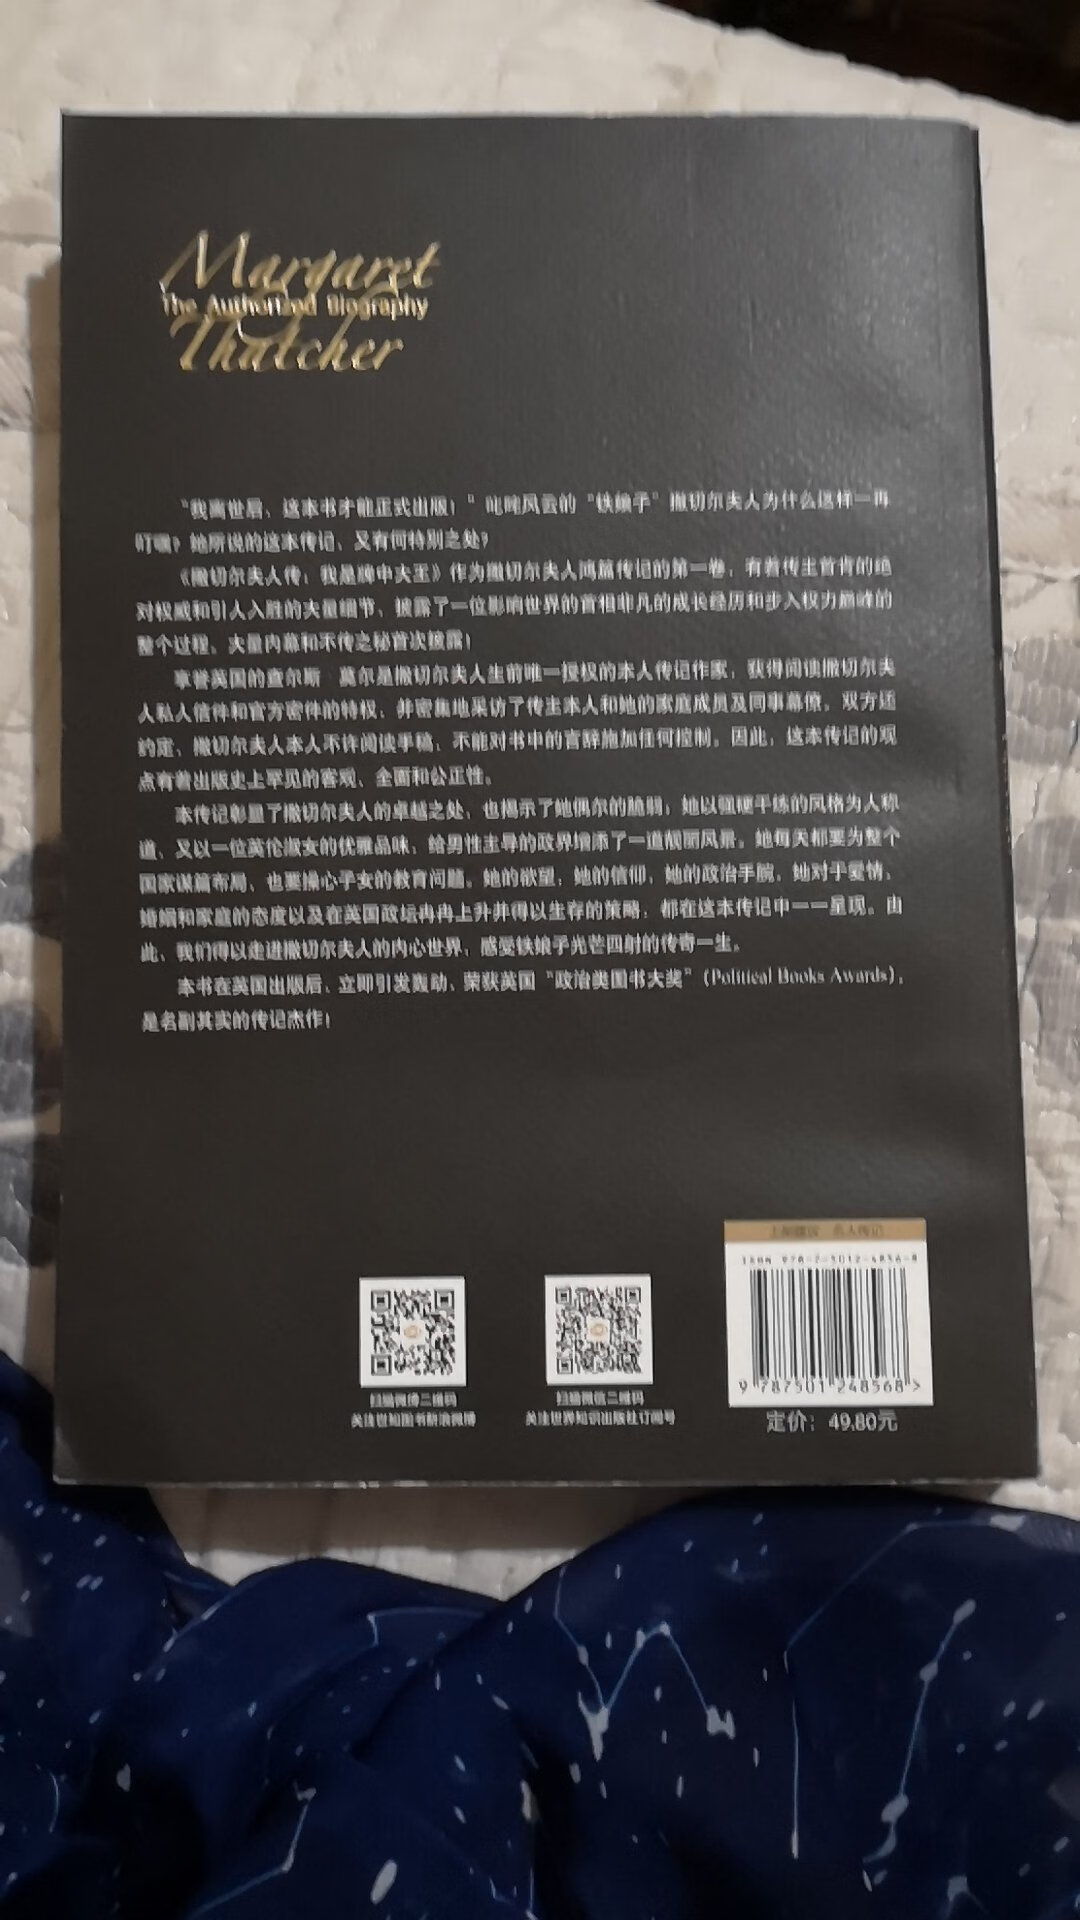 Margaret
The Authorized Biography
Thatcher
“我离世后，这本书才能正式出版！”叱咤风云的“铁娘子”撒切尔夫人为什么这样一再
叮嘱？她所说的这本传记，又有何特别之处？
《撒切尔夫人传：我是牌中大王》作为撒切尔夫人鸿篇传记的第一卷，有着传主首肯的绝
对权威和引人入胜的大量细节，披露了一位影响世界的首相非凡的成长经历和步入权力巅峰的
整个过程。大量内幕和不传之秘首次披露！
享誉英国的查尔斯·莫尔是撒切尔夫人生前唯一授权的本人传记作家，获得阅读撒切尔夫
人私人信件和官方密件的特权，并密集地采访了传主本人和她的家庭成员及同事幕僚。双方还
约定，撒切尔夫人本人不许阅读手稿，不能对书中的言辞施加任何控制。因此，这本传记的观
点有着出版史上罕见的客观、全面和公正性。
本传记彰显了撒切尔夫人的卓越之处，也揭示了她偶尔的脆弱；她以强硬干练的风格为人称
道，又以一位英伦淑女的优雅品味，给男性主导的政界增添了一道靓丽风景。她每天都要为整个
国家谋篇布局，也要操心子女的教育问题。她的欲望，她的信仰，她的政治手腕，她对于爱情、
婚姻和家庭的态度以及在英国政坛冉冉上升并得以生存的策略，都在这本传记中一一呈现。由
此，我们得以走进撒切尔夫人的内心世界，感受铁娘子光芒四射的传奇一生。
本书在英国出版后，立即引发轰动，荣获英国“政治类图书大奖”（Political Books Awards），
是名副其实的传记杰作！
上架建议 名人传记
ISBN 978-7-5012-4856-8
9 787501 248568 >
扫描微博二维码
关注世知图书新浪微博
扫描微信二维码
关注世界知识出版社订阅号
定价：49.80元